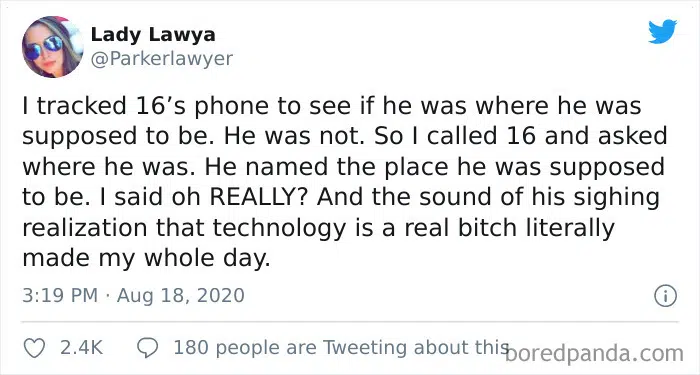 Lady Lawya
@Parkerlawyer
I tracked 16’s phone to see if he was where he was
supposed to be. He was not. So I called 16 and asked
where he was. He named the place he was supposed
to be. I said oh REALLY? And the sound of his sighing
realization that technology is a real bitch literally
made my whole day.
3:19 PM · Aug 18, 2020
2.4K 180 people are Tweeting about this
boredpanda.com